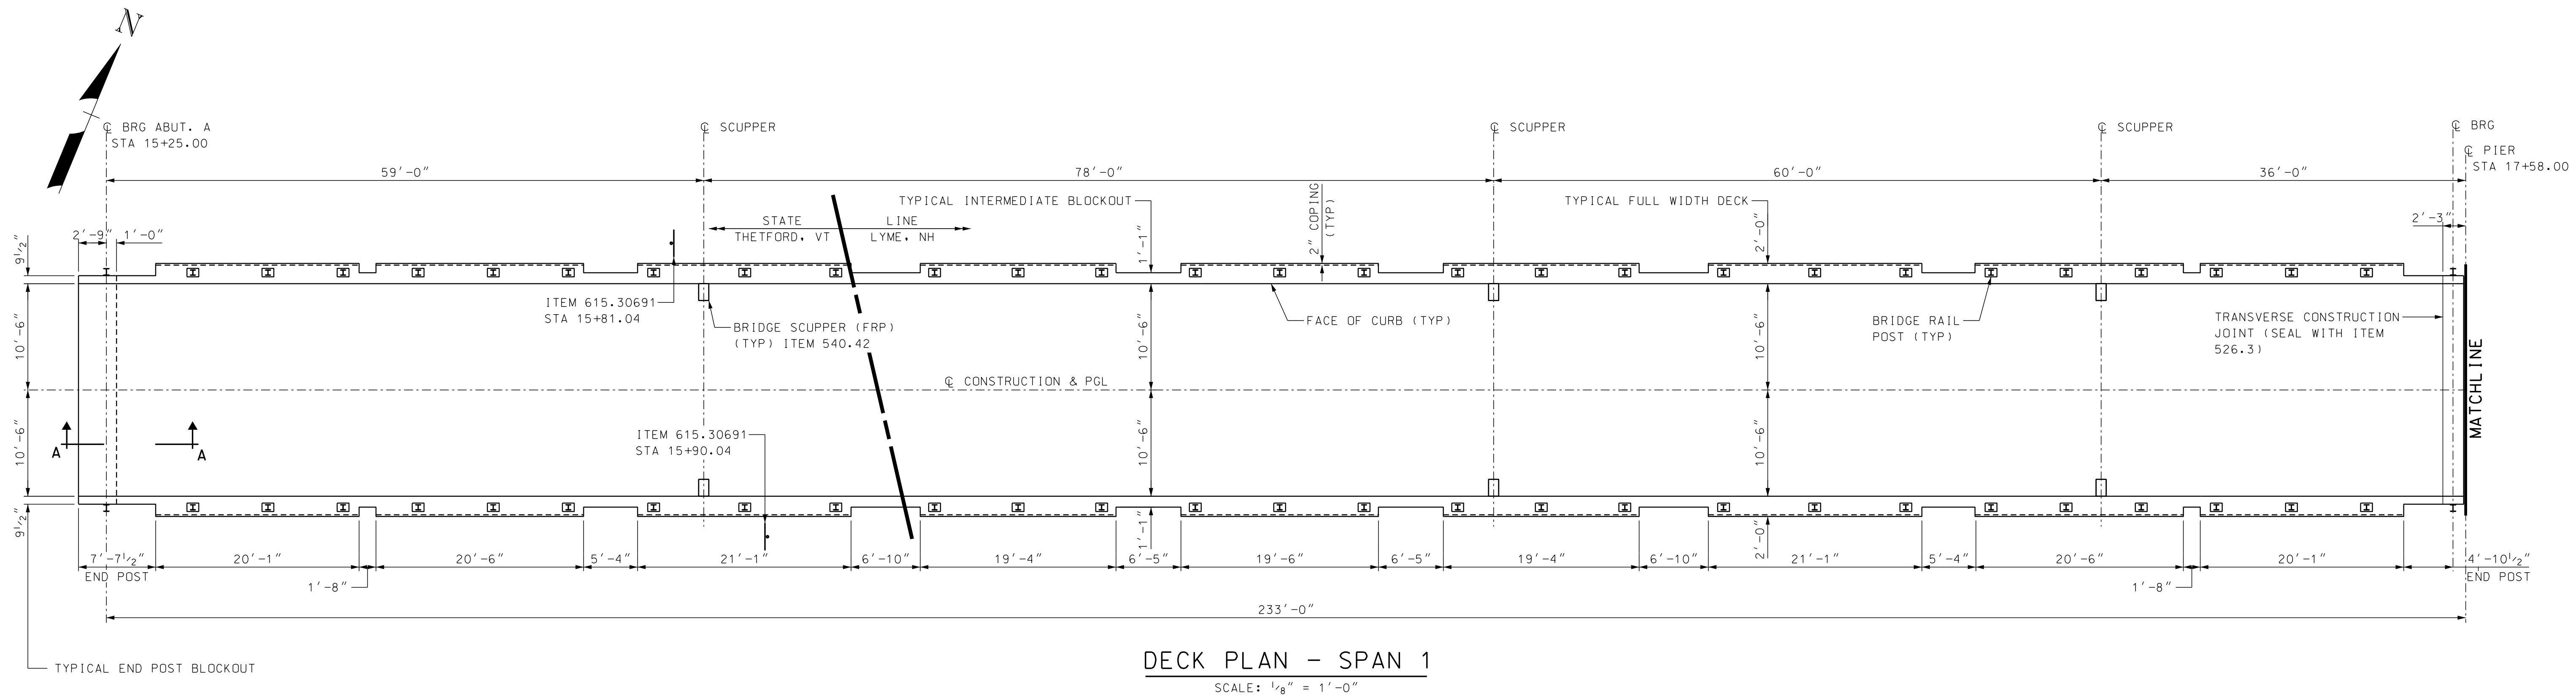 N
℄ BRG ABUT. A
STA 15+25.00
℄ SCUPPER
℄ SCUPPER
℄ SCUPPER
℄ BRG
℄ PIER
STA 17+58.00
59'-0"
78'-0"
60'-0"
36'-0"
TYPICAL INTERMEDIATE BLOCKOUT
2" COPING
(TYP)
TYPICAL FULL WIDTH DECK
STATE LINE
THETFORD, VT LYME, NH
2'-9" 1'-0"
2'-3"
9 1/2"
1'-1"
2'-0"
ITEM 615.30691
STA 15+81.04
BRIDGE SCUPPER (FRP)
(TYP) ITEM 540.42
FACE OF CURB (TYP)
BRIDGE RAIL
POST (TYP)
TRANSVERSE CONSTRUCTION
JOINT (SEAL WITH ITEM
526.3)
10'-6"
10'-6"
10'-6"
℄ CONSTRUCTION & PGL
MATCHLINE
A
A
ITEM 615.30691
STA 15+90.04
10'-6"
10'-6"
10'-6"
9 1/2"
1'-1"
2'-0"
7'-7 1/2"
END POST
20'-1"
1'-8"
20'-6"
5'-4"
21'-1"
6'-10"
19'-4"
6'-5"
19'-6"
6'-5"
19'-4"
6'-10"
21'-1"
5'-4"
20'-6"
1'-8"
20'-1"
4'-10 1/2"
END POST
233'-0"
TYPICAL END POST BLOCKOUT
DECK PLAN - SPAN 1
SCALE: 1/8" = 1'-0"